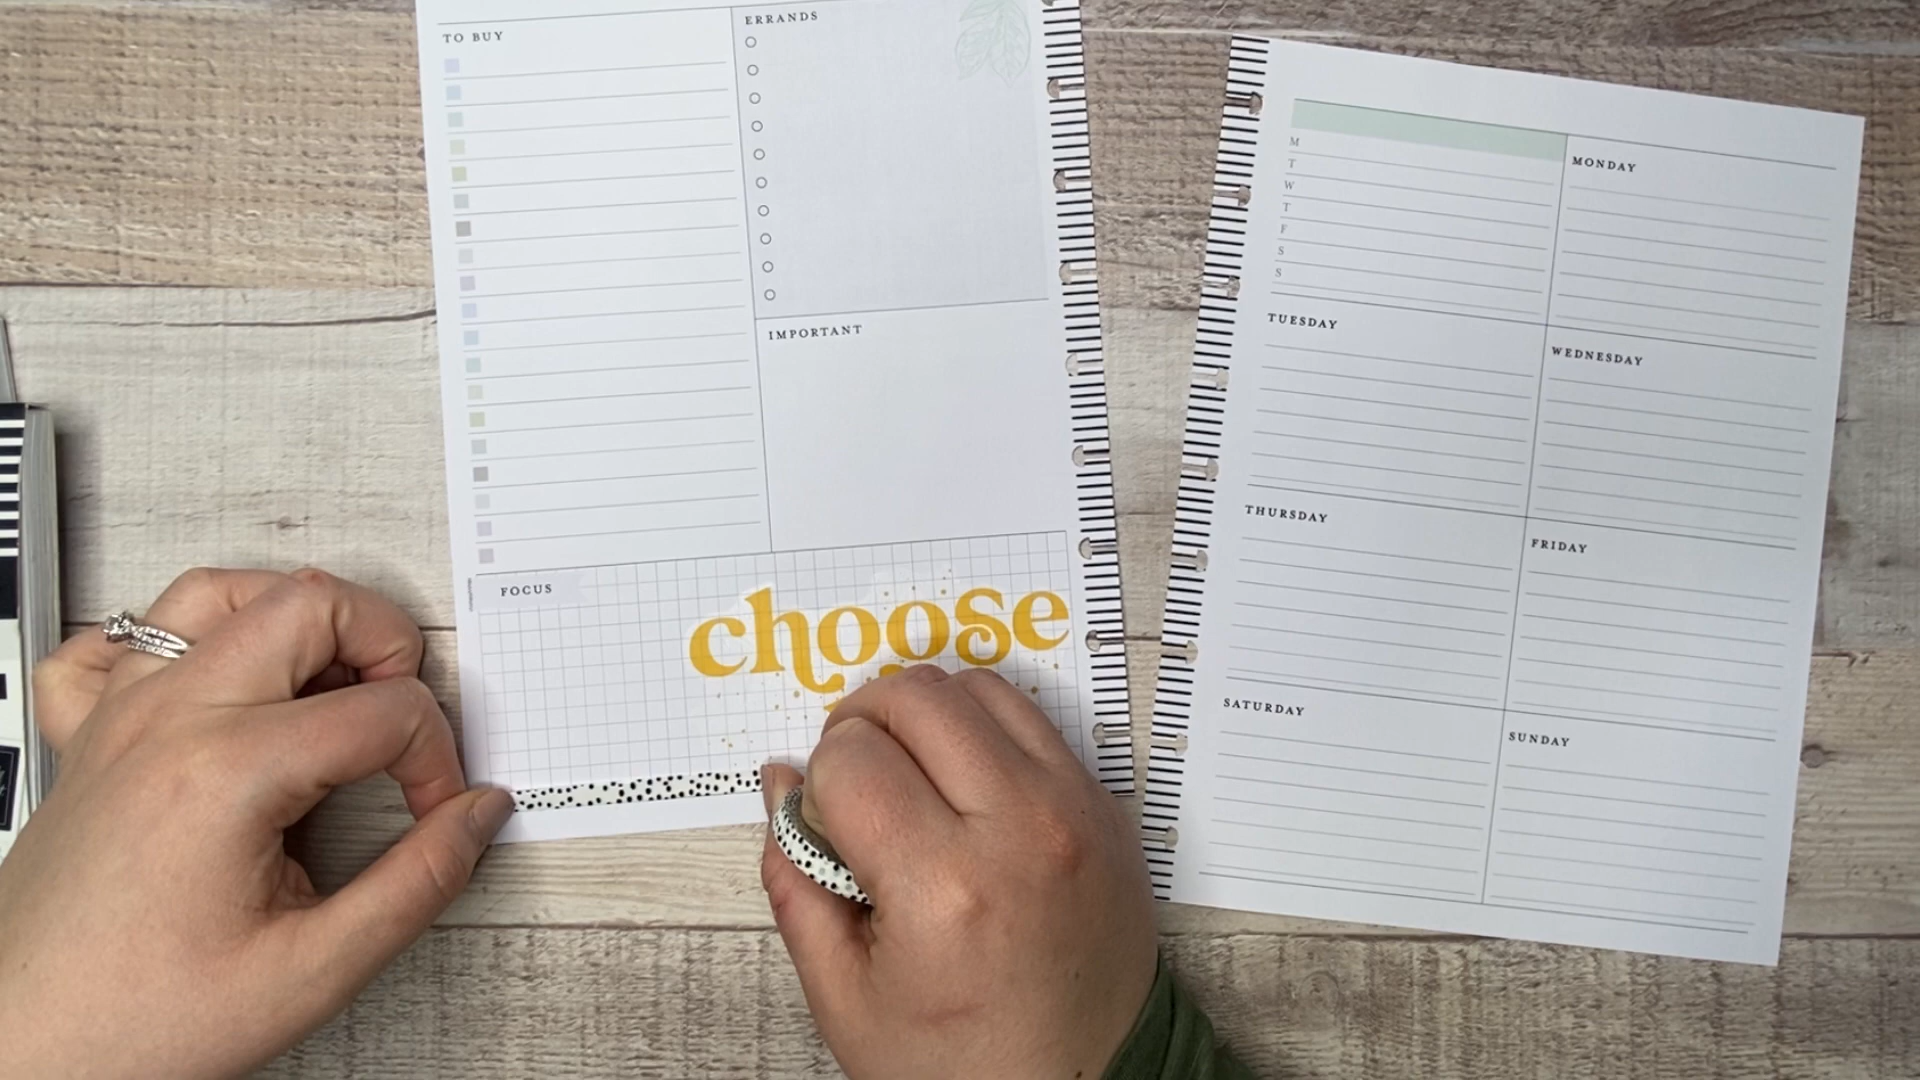 TO BUY
ERRANDS
IMPORTANT
FOCUS
choose
M
T
W
T
F
S
S
MONDAY
TUESDAY
WEDNESDAY
THURSDAY
FRIDAY
SATURDAY
SUNDAY